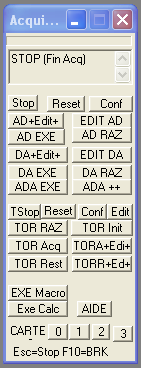 Acqui...
STOP (Fin Acq)
Stop Reset Conf
AD+Edit+ EDIT AD
AD EXE AD RAZ
DA+Edit+ EDIT DA
DA EXE DA RAZ
ADA EXE ADA ++
TStop Reset Conf Edit
TOR RAZ TOR Init
TOR Acq TORA+Ed+
TOR Rest TORR+Ed+
EXE Macro
Exe Calc AIDE
CARTE 0 1 2 3
Esc=Stop F10=BRK